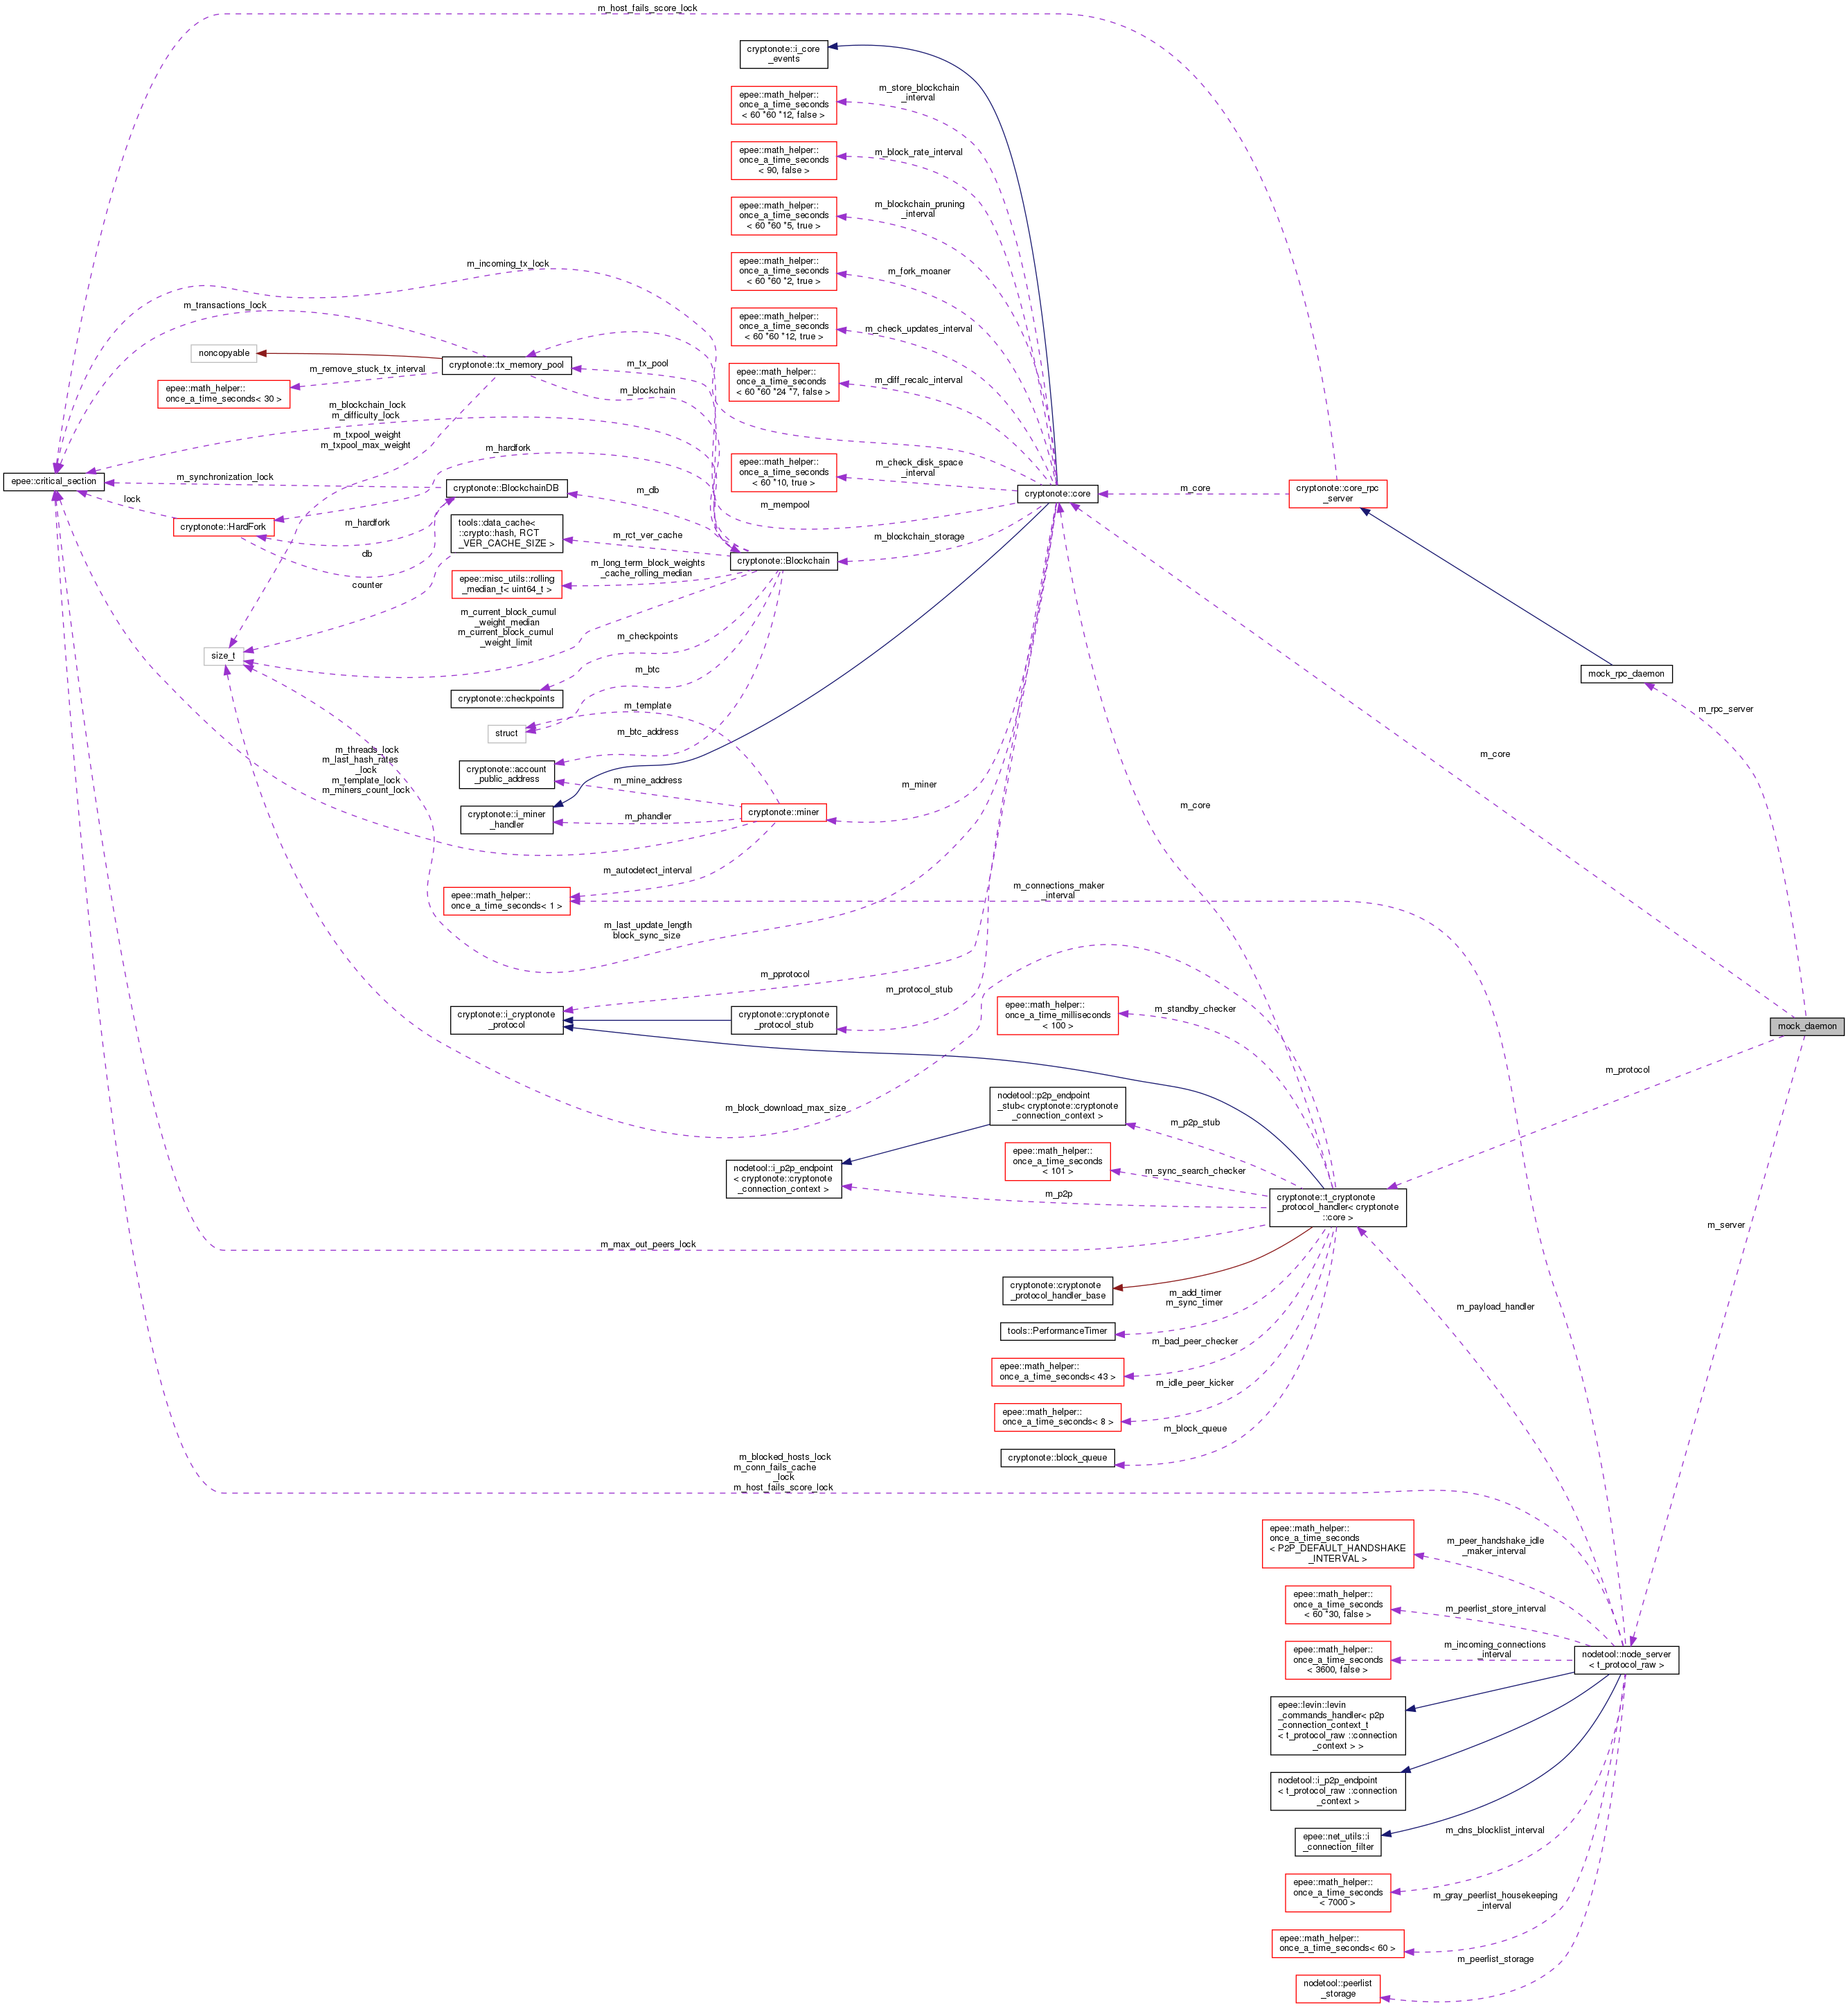 m_host_fails_score_lock
cryptonote::i_core
_events
epee::math_helper::
once_a_time_seconds
< 60 *60 *12, false >
m_store_blockchain
_interval
epee::math_helper::
once_a_time_seconds
< 90, false >
m_block_rate_interval
epee::math_helper::
once_a_time_seconds
< 60 *60 *5, true >
m_blockchain_pruning
_interval
epee::math_helper::
once_a_time_seconds
< 60 *60 *2, true >
m_fork_moaner
m_incoming_tx_lock
m_transactions_lock
epee::math_helper::
once_a_time_seconds
< 60 *60 *12, true >
m_check_updates_interval
noncopyable
cryptonote::tx_memory_pool
m_tx_pool
m_remove_stuck_tx_interval
epee::math_helper::
once_a_time_seconds< 30 >
m_blockchain
epee::math_helper::
once_a_time_seconds
< 60 *60 *24 *7, false >
m_diff_recalc_interval
m_blockchain_lock
m_difficulty_lock
m_txpool_weight
m_txpool_max_weight
m_hardfork
epee::critical_section
m_synchronization_lock
cryptonote::BlockchainDB
m_db
epee::math_helper::
once_a_time_seconds
< 60 *10, true >
m_check_disk_space
_interval
m_mempool
cryptonote::core
m_core
cryptonote::core_rpc
_server
lock
cryptonote::HardFork
m_hardfork
db
tools::data_cache<
::crypto::hash, RCT
_VER_CACHE_SIZE >
m_rct_ver_cache
m_blockchain_storage
cryptonote::Blockchain
counter
epee::misc_utils::rolling
_median_t< uint64_t >
m_long_term_block_weights
_cache_rolling_median
m_current_block_cumul
_weight_median
m_current_block_cumul
_weight_limit
m_checkpoints
size_t
m_btc
cryptonote::checkpoints
mock_rpc_daemon
m_rpc_server
m_template
struct
m_btc_address
m_threads_lock
m_last_hash_rates
_lock
m_template_lock
m_miners_count_lock
cryptonote::account
_public_address
m_mine_address
m_core
m_miner
cryptonote::i_miner
_handler
m_phandler
cryptonote::miner
m_core
m_autodetect_interval
epee::math_helper::
once_a_time_seconds< 1 >
m_connections_maker
_interval
m_last_update_length
block_sync_size
m_pprotocol
m_protocol_stub
cryptonote::i_cryptonote
_protocol
cryptonote::cryptonote
_protocol_stub
epee::math_helper::
once_a_time_milliseconds
< 100 >
m_standby_checker
mock_daemon
m_protocol
m_block_download_max_size
nodetool::p2p_endpoint
_stub< cryptonote::cryptonote
_connection_context >
m_p2p_stub
nodetool::i_p2p_endpoint
< cryptonote::cryptonote
_connection_context >
epee::math_helper::
once_a_time_seconds
< 101 >
m_sync_search_checker
m_p2p
cryptonote::t_cryptonote
_protocol_handler< cryptonote
::core >
m_server
m_max_out_peers_lock
cryptonote::cryptonote
_protocol_handler_base
m_add_timer
m_sync_timer
m_payload_handler
tools::PerformanceTimer
m_bad_peer_checker
epee::math_helper::
once_a_time_seconds< 43 >
m_idle_peer_kicker
epee::math_helper::
once_a_time_seconds< 8 >
m_block_queue
cryptonote::block_queue
m_blocked_hosts_lock
m_conn_fails_cache
_lock
m_host_fails_score_lock
epee::math_helper::
once_a_time_seconds
< P2P_DEFAULT_HANDSHAKE
_INTERVAL >
m_peer_handshake_idle
_maker_interval
epee::math_helper::
once_a_time_seconds
< 60 *30, false >
m_peerlist_store_interval
epee::math_helper::
once_a_time_seconds
< 3600, false >
m_incoming_connections
_interval
nodetool::node_server
< t_protocol_raw >
epee::levin::levin
_commands_handler< p2p
_connection_context_t
< t_protocol_raw ::connection
_context > >
nodetool::i_p2p_endpoint
< t_protocol_raw ::connection
_context >
epee::net_utils::i
_connection_filter
m_dns_blocklist_interval
epee::math_helper::
once_a_time_seconds
< 7000 >
m_gray_peerlist_housekeeping
_interval
epee::math_helper::
once_a_time_seconds< 60 >
m_peerlist_storage
nodetool::peerlist
_storage